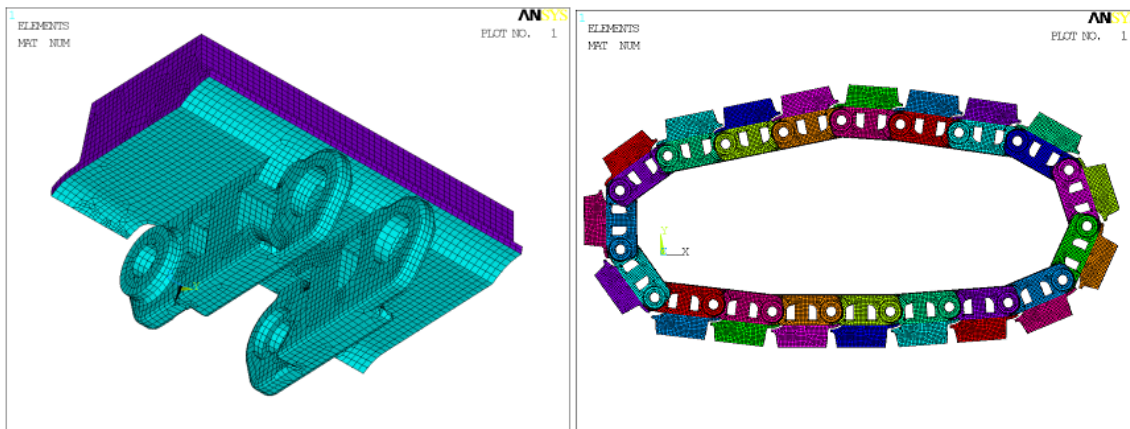 1
ANSYS
ELEMENTS
PLOT NO. 1
MAT NUM
1
ANSYS
ELEMENTS
PLOT NO. 1
MAT NUM
Y
X